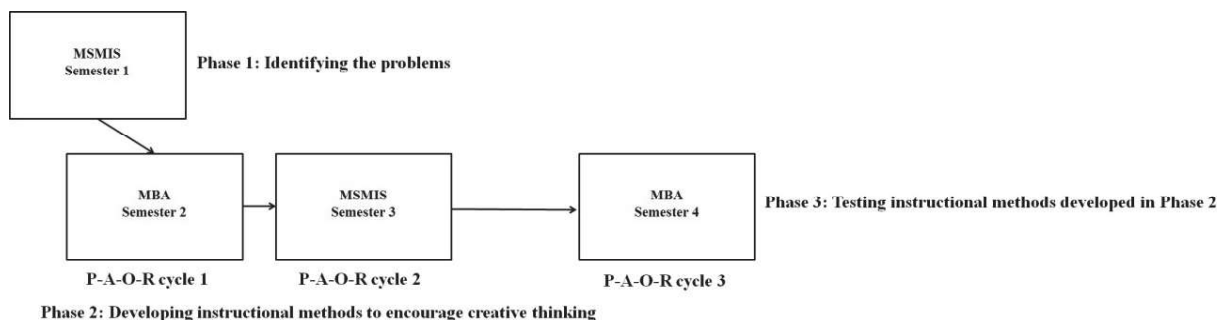 MSMIS
Semester 1
Phase 1: Identifying the problems
MBA
Semester 2
MSMIS
Semester 3
MBA
Semester 4
Phase 3: Testing instructional methods developed in Phase 2
P-A-O-R cycle 1
P-A-O-R cycle 2
P-A-O-R cycle 3
Phase 2: Developing instructional methods to encourage creative thinking